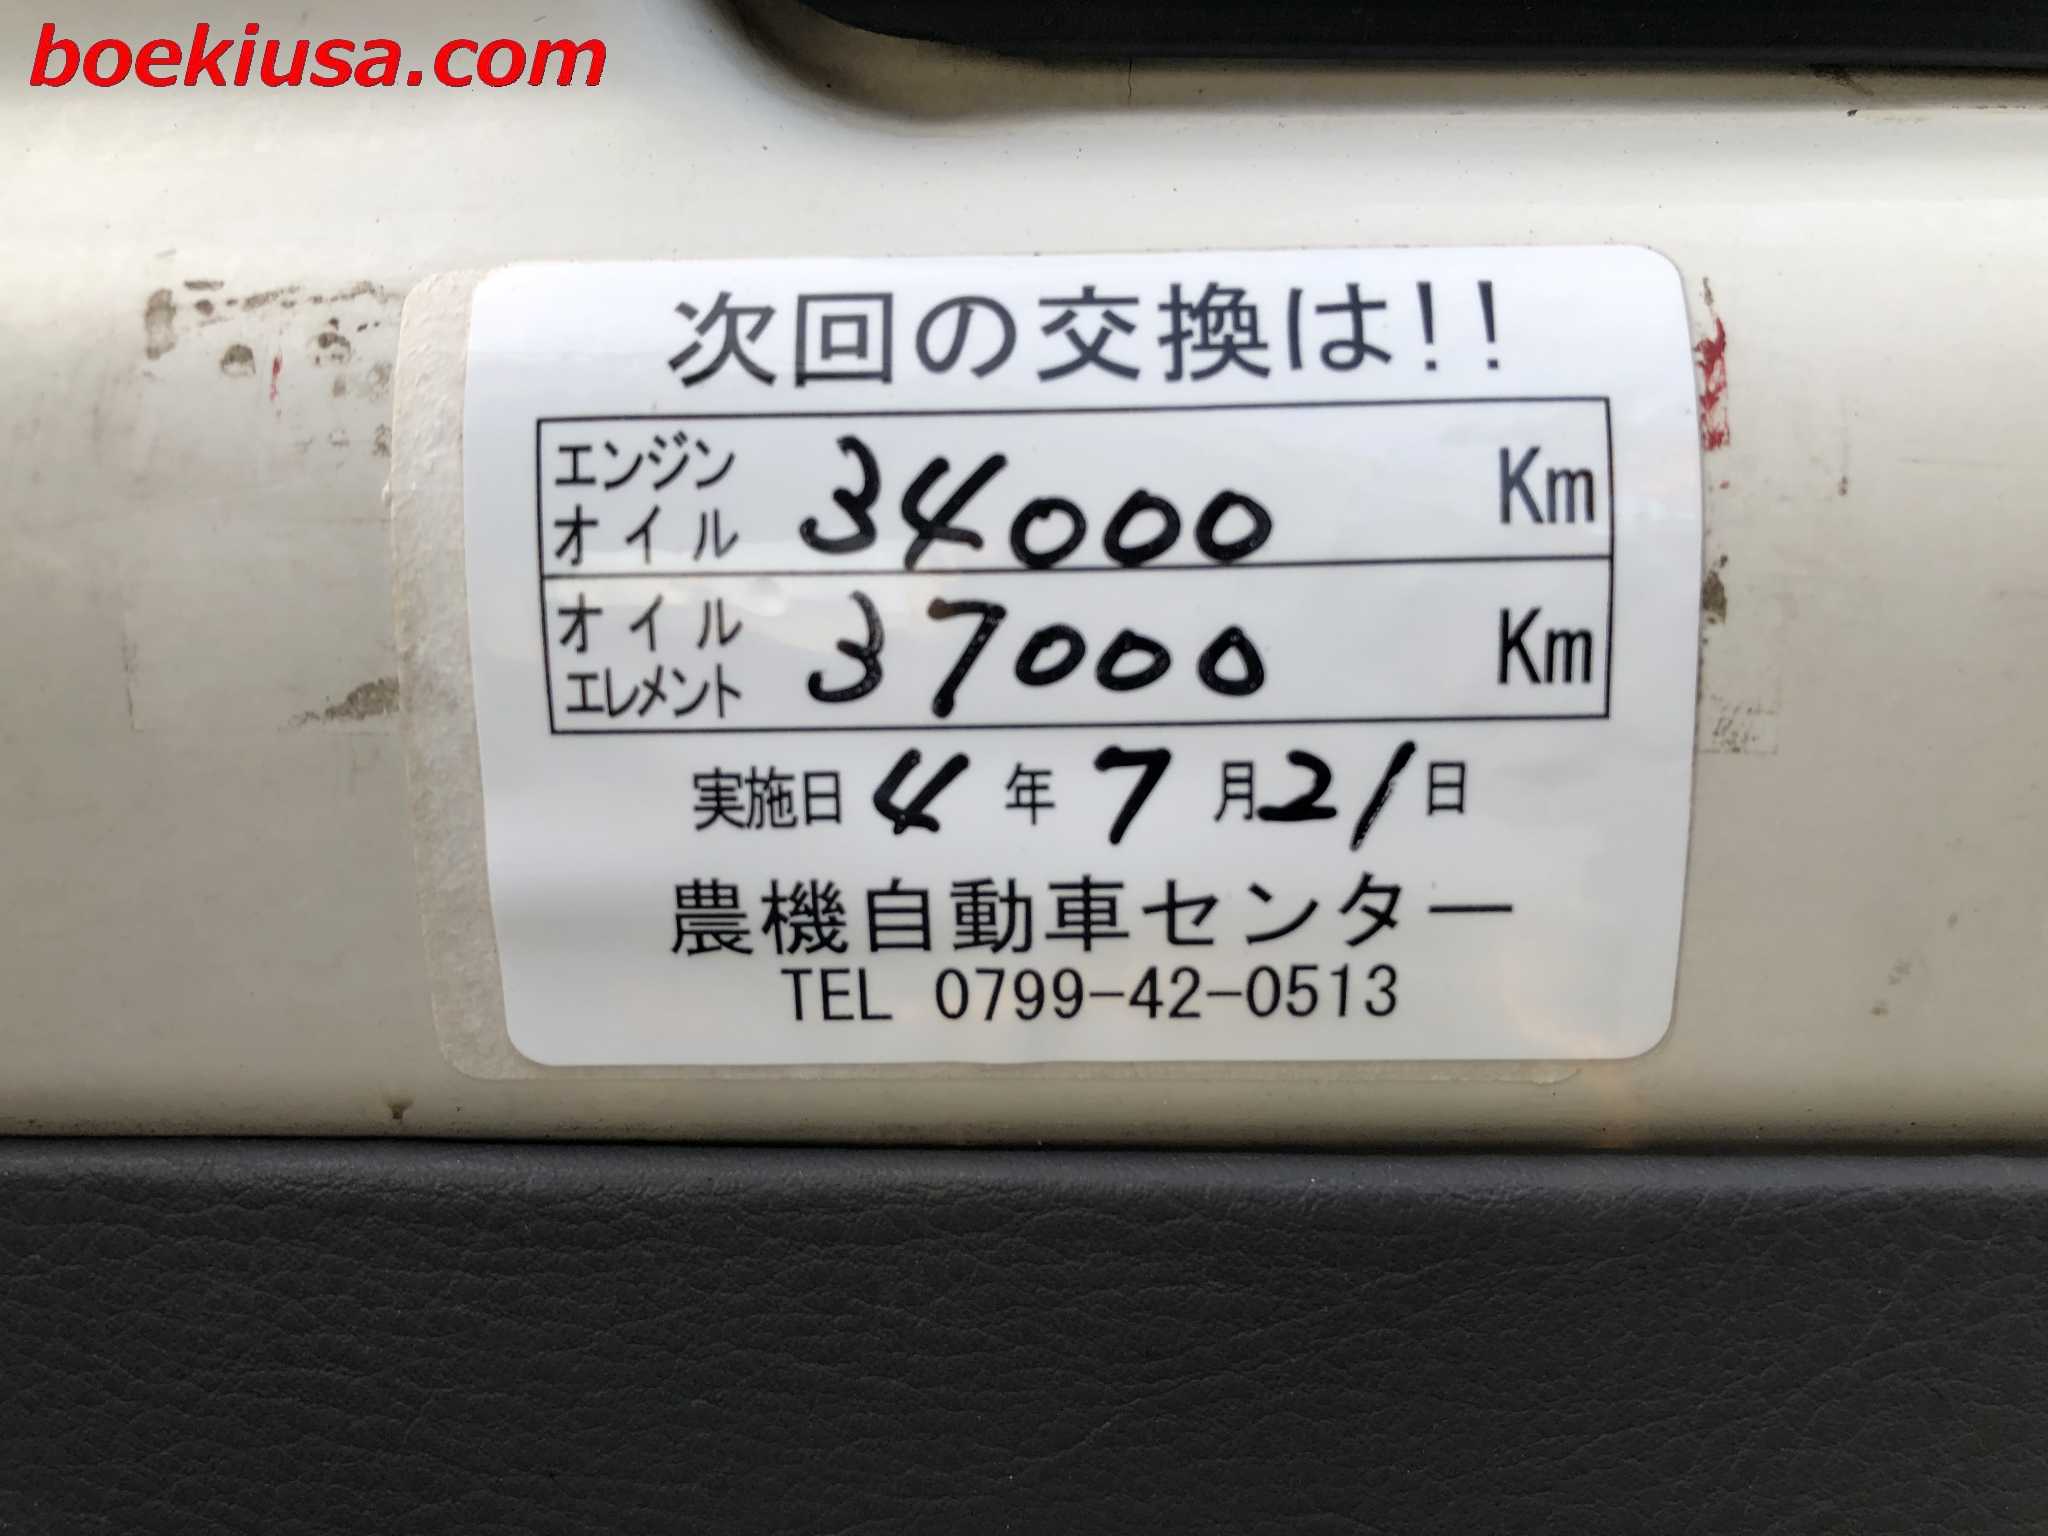 boekiusa.com
次回の交換は!!
エンジン
オイル 34000 Km
オイル
エレメント 37000 Km
実施日 4年 7月21日
農機自動車センター
TEL 0799-42-0513